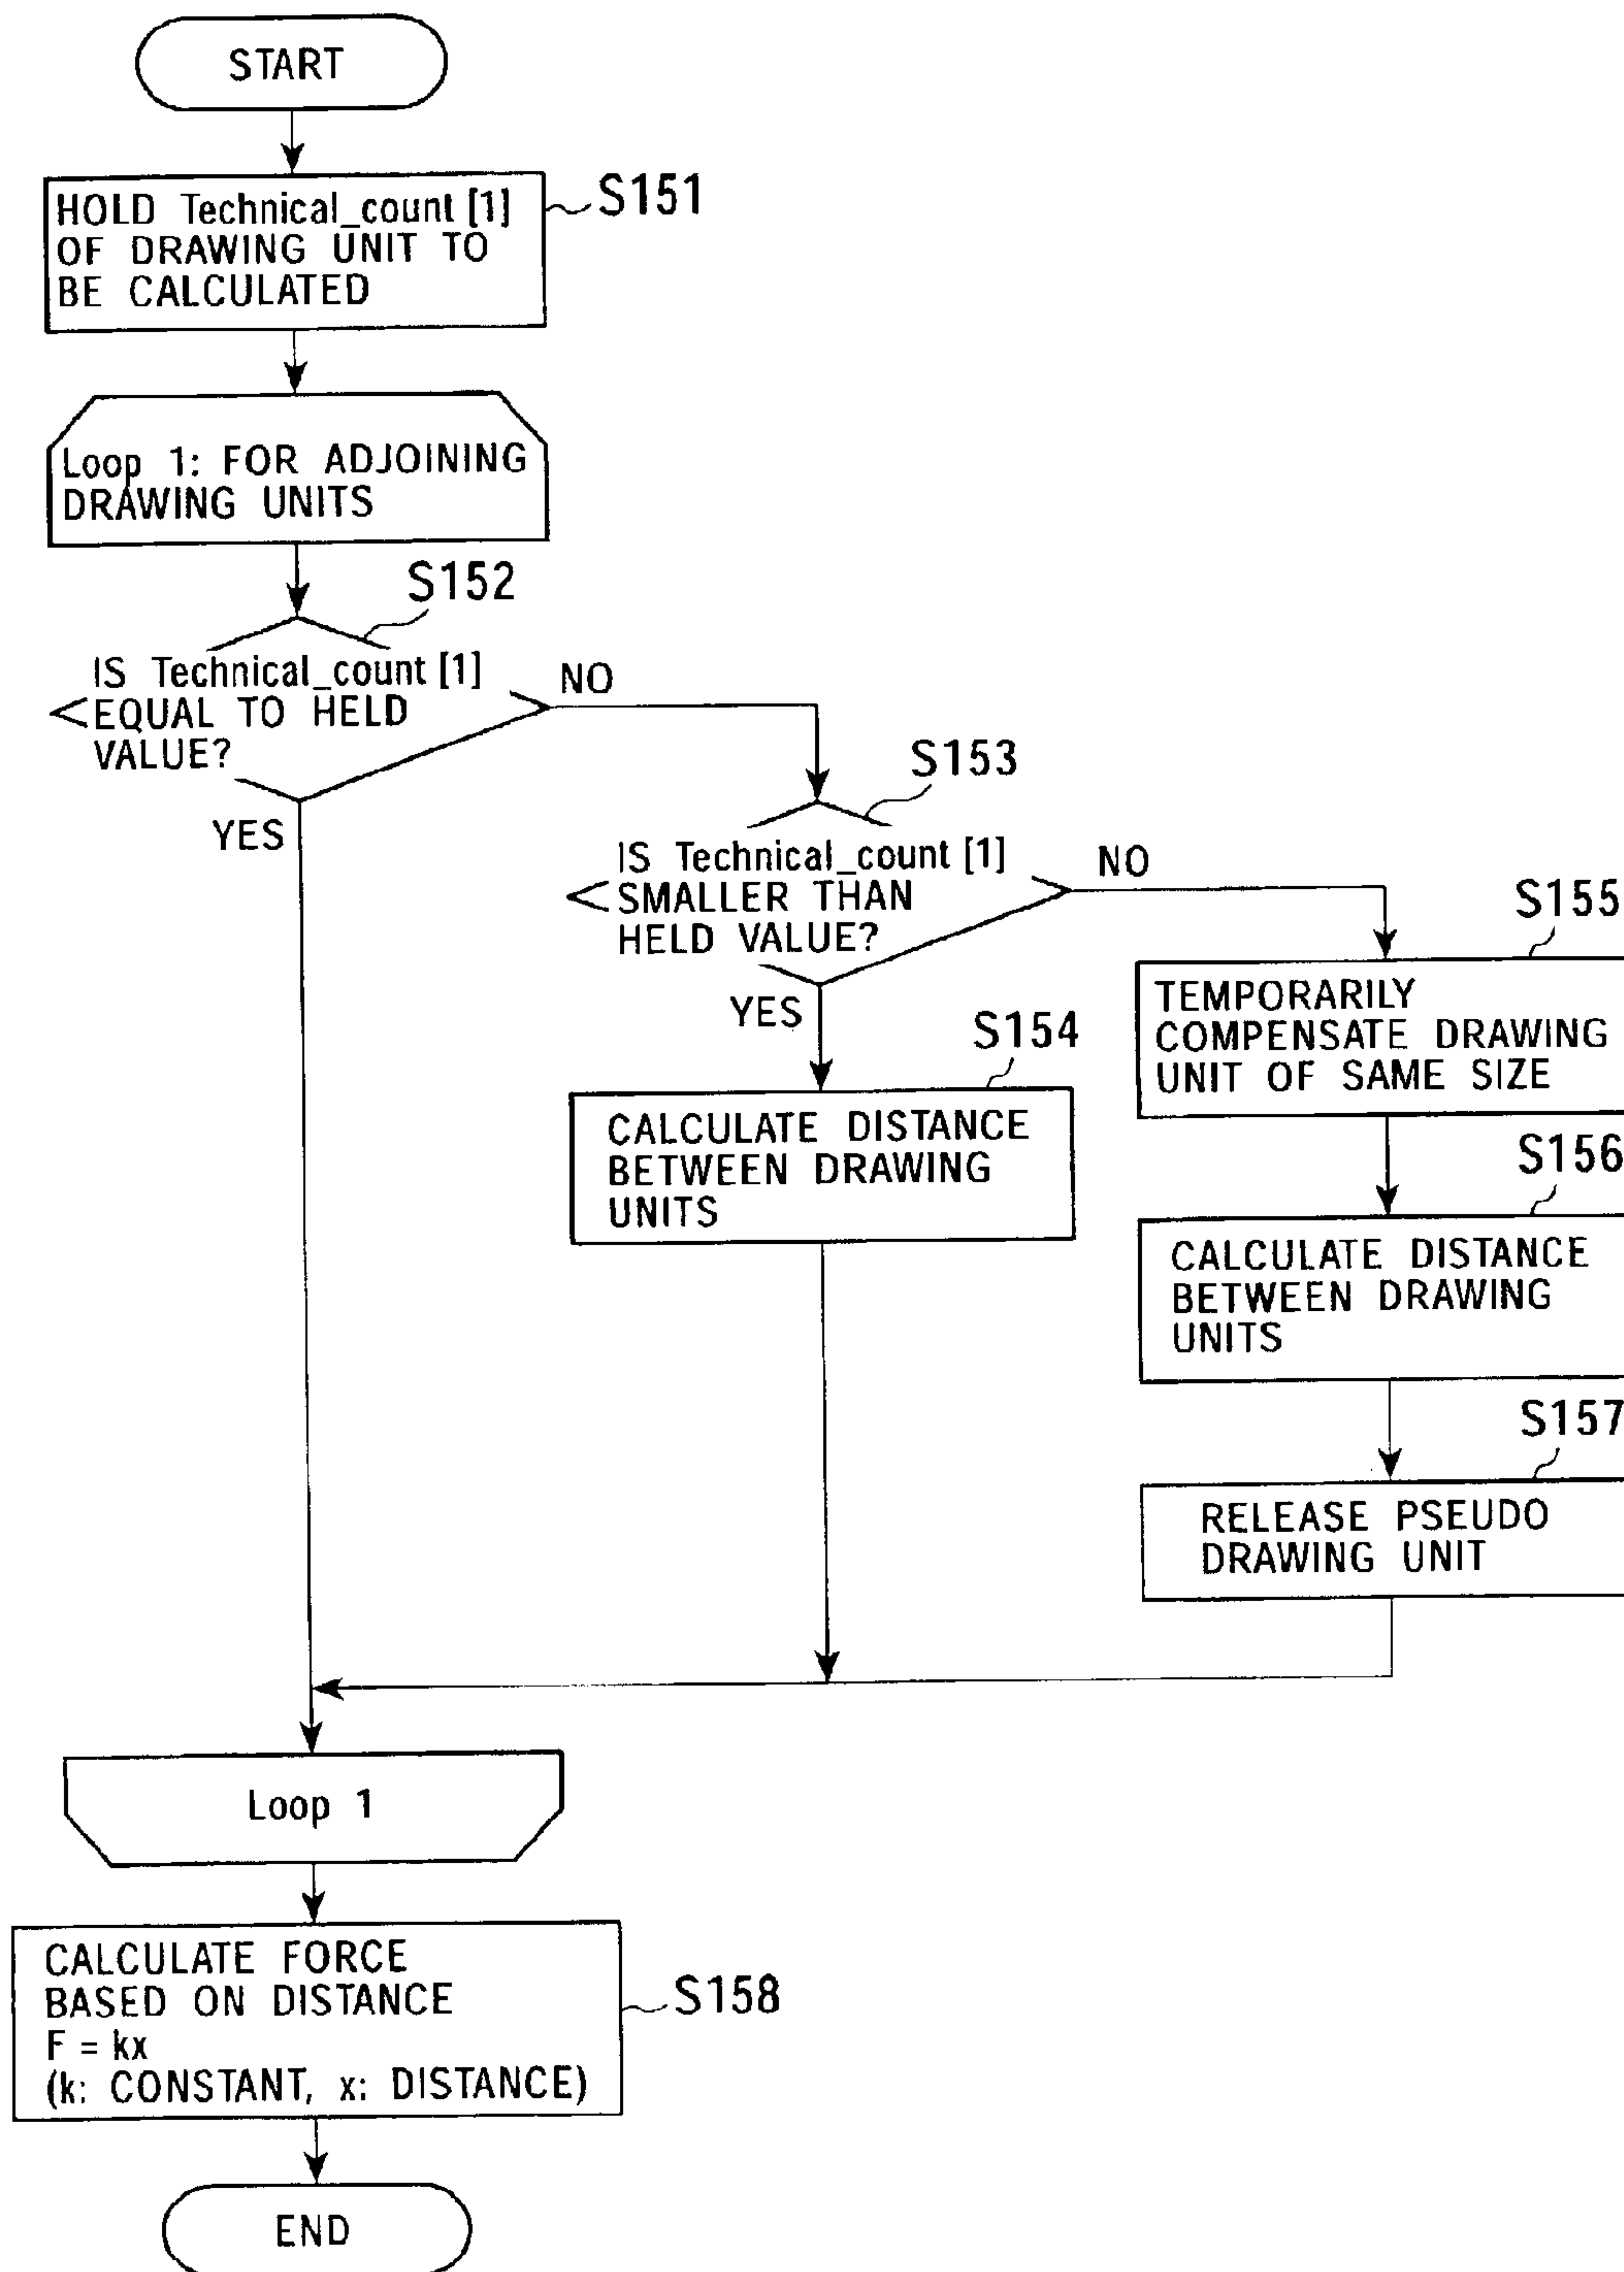 START
HOLD Technical_count [1]
OF DRAWING UNIT TO
BE CALCULATED
S151
Loop 1: FOR ADJOINING
DRAWING UNITS
S152
IS Technical_count [1]
EQUAL TO HELD
VALUE?
NO
YES
S153
IS Technical_count [1]
SMALLER THAN
HELD VALUE?
NO
YES
S154
CALCULATE DISTANCE
BETWEEN DRAWING
UNITS
S155
TEMPORARILY
COMPENSATE DRAWING
UNIT OF SAME SIZE
S156
CALCULATE DISTANCE
BETWEEN DRAWING
UNITS
S157
RELEASE PSEUDO
DRAWING UNIT
Loop 1
CALCULATE FORCE
BASED ON DISTANCE
F = kx
(k: CONSTANT, x: DISTANCE)
S158
END